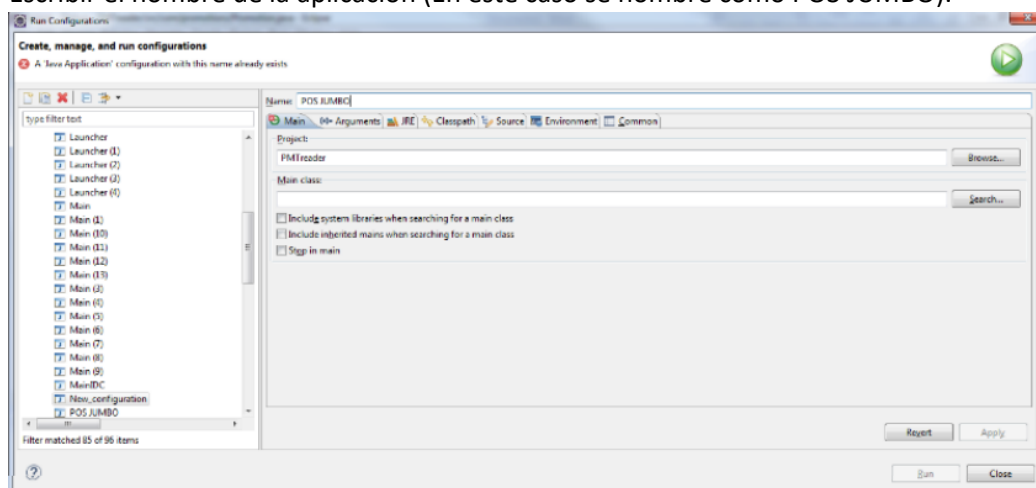 Escribir el nombre de la aplicación (En este caso se nombre como POS JUMBO).
Run Configurations
Create, manage, and run configurations
A 'Java Application' configuration with this name already exists
Name: POS JUMBO
type filter text
Main (x)= Arguments JRE Classpath Source Environment Common
Project:
PMTreader
Browse...
Main class:
Search...
Include system libraries when searching for a main class
Include inherited mains when searching for a main class
Stop in main
Launcher
Launcher (1)
Launcher (2)
Launcher (3)
Launcher (4)
Main
Main (1)
Main (10)
Main (11)
Main (12)
Main (13)
Main (3)
Main (4)
Main (5)
Main (6)
Main (7)
Main (8)
Main (9)
MainIDC
New_configuration
POS JUMBO
Filter matched 85 of 96 items
Revert Apply
Run Close